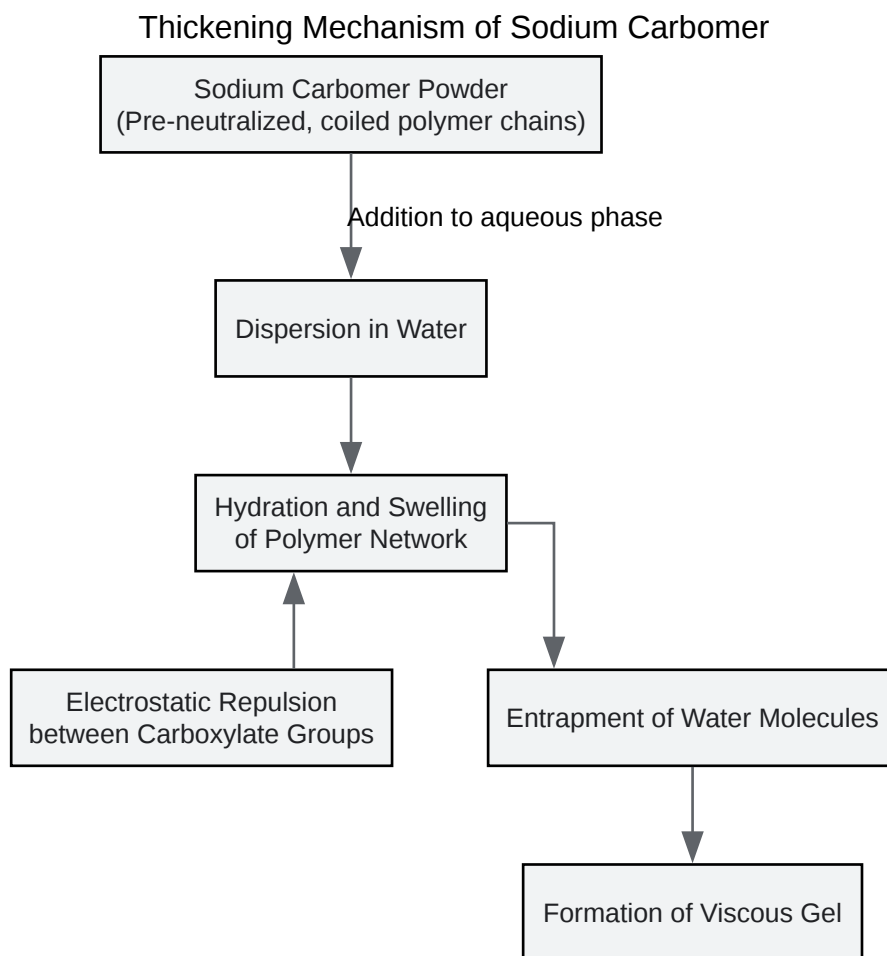 Thickening Mechanism of Sodium Carbomer
Sodium Carbomer Powder
(Pre-neutralized, coiled polymer chains)
Addition to aqueous phase
Dispersion in Water
Hydration and Swelling
of Polymer Network
Electrostatic Repulsion
between Carboxylate Groups
Entrapment of Water Molecules
Formation of Viscous Gel